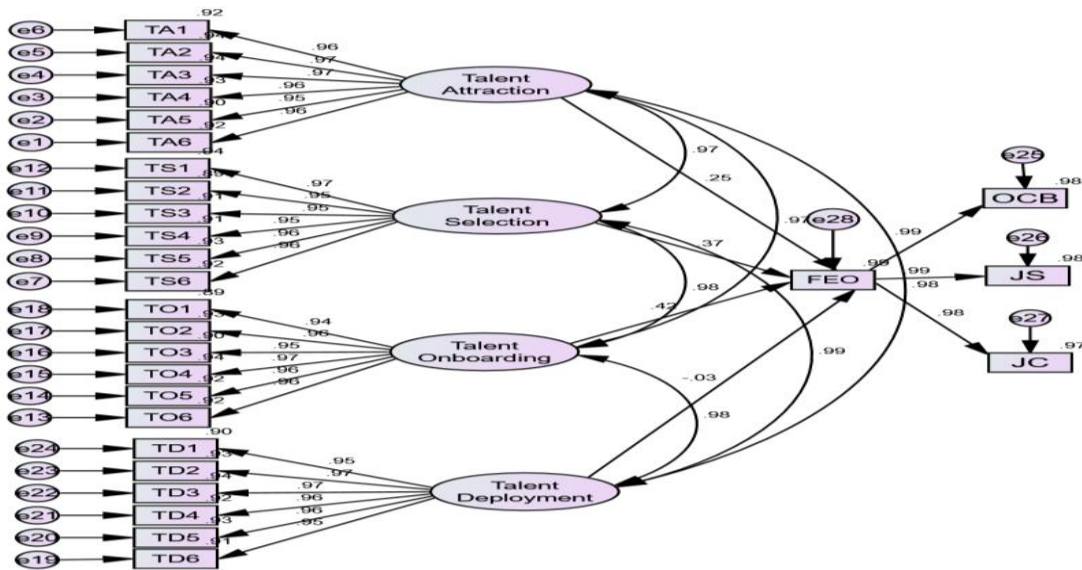 .92
e6 TA1
.94
e5 TA2
.94
e4 TA3
.93
e3 TA4
.90
e2 TA5
.92
e1 TA6
.96
.97
.97
.96
.95
.96
Talent
Attraction
.94
e12 TS1
e11 TS2
.91
e10 TS3
.91
e9 TS4
.93
e8 TS5
.92
e7 TS6
.97
.95
.95
.95
.96
.96
Talent
Selection
.89
e18 TO1
.93
e17 TO2
.90
e16 TO3
.94
e15 TO4
.92
e14 TO5
.92
e13 TO6
.94
.96
.95
.96
.97
.96
Talent
Onboarding
.90
e24 TD1
.93
e23 TD2
.94
e22 TD3
.92
e21 TD4
.93
e20 TD5
.91
e19 TD6
.95
.97
.97
.96
.96
.95
Talent
Deployment
.97
.25
.97
.37
.98
.42
-.03
.98
.99
.98
e28
.99
FEO
.99
.99
.98
e25
.98
OCB
e26
.98
JS
e27
.97
JC